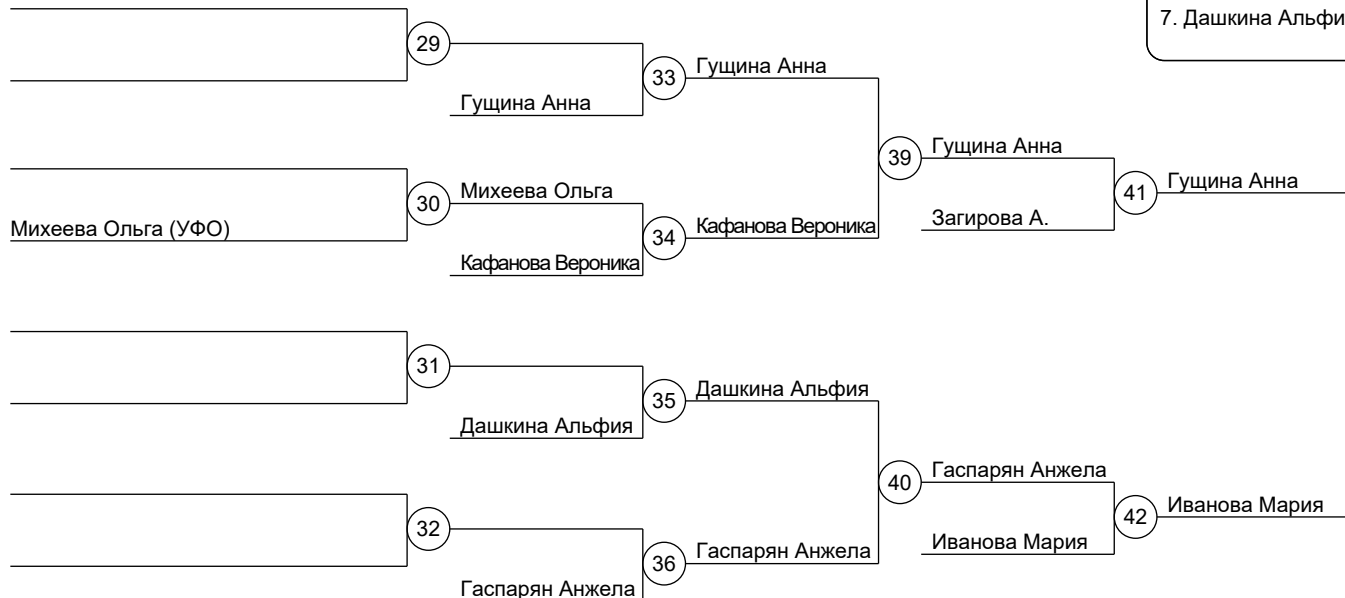 7. Дашкина Альфи
29
33
Гущина Анна
Гущина Анна
39
Гущина Анна
30
Михеева Ольга
41
Гущина Анна
Михеева Ольга (УФО)
34
Кафанова Вероника
Загирова А.
Кафанова Вероника
31
35
Дашкина Альфия
Дашкина Альфия
40
Гаспарян Анжела
32
42
Иванова Мария
36
Гаспарян Анжела
Иванова Мария
Гаспарян Анжела